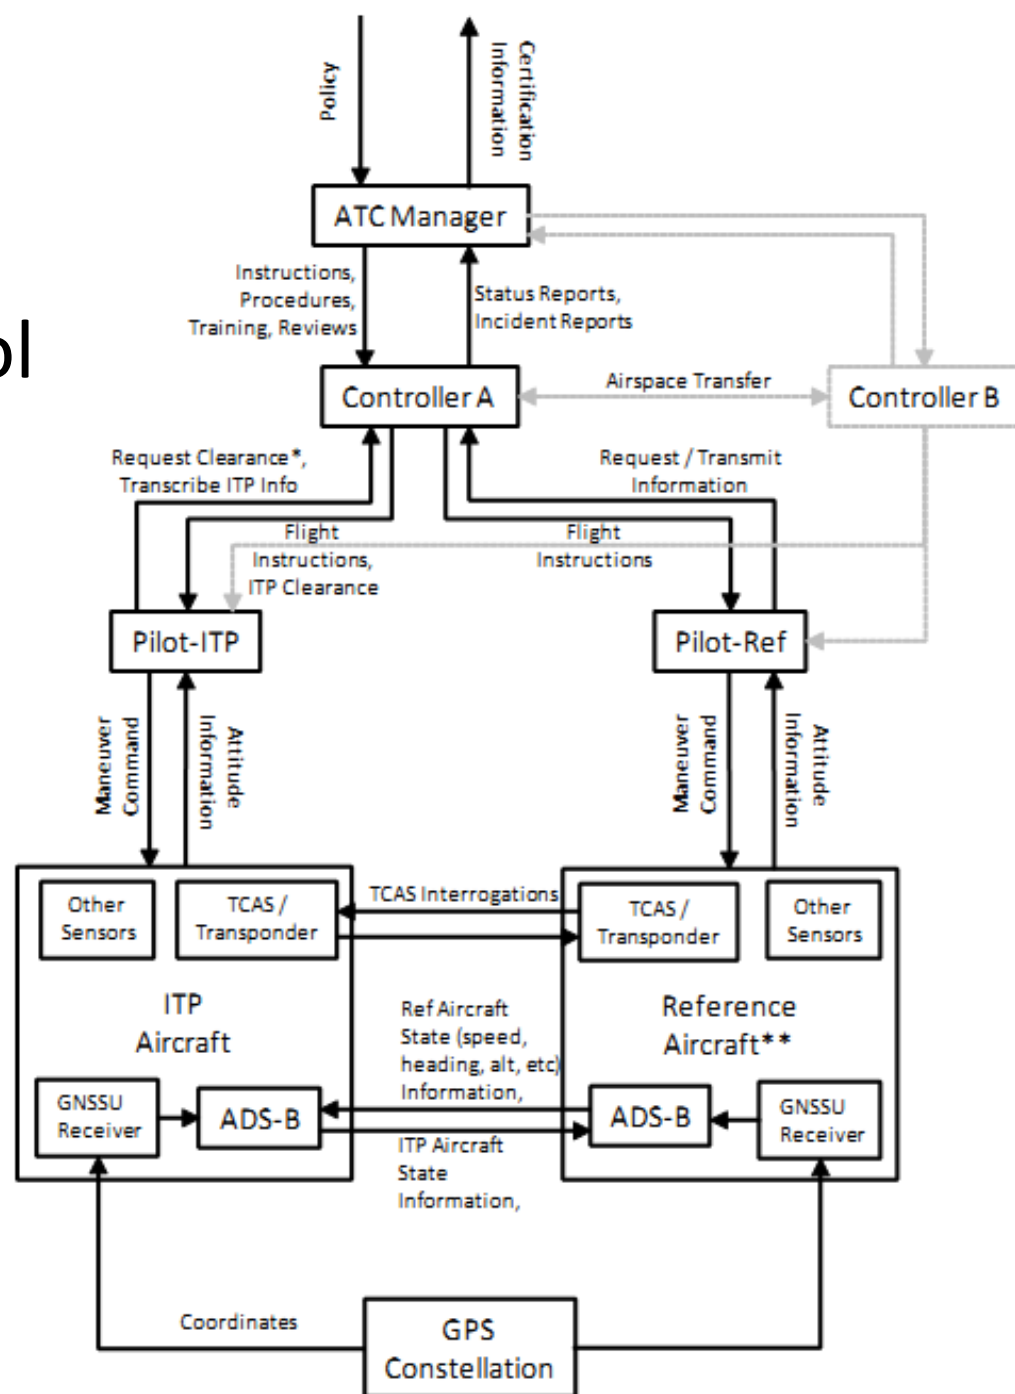 Policy
Certification
Information
ATC Manager
Instructions,
Procedures,
Training, Reviews
Status Reports,
Incident Reports
ol
Controller A
Airspace Transfer
Controller B
Request Clearance*,
Transcribe ITP Info
Request / Transmit
Information
Flight
Instructions,
ITP Clearance
Flight
Instructions
Pilot-ITP
Pilot-Ref
Maneuver
Command
Attitude
Information
Maneuver
Command
Attitude
Information
Other
Sensors
TCAS /
Transponder
TCAS Interrogations
TCAS /
Transponder
Other
Sensors
ITP
Aircraft
Ref Aircraft
State (speed,
heading, alt, etc)
Information,
Reference
Aircraft**
GNSSU
Receiver
ADS-B
ADS-B
GNSSU
Receiver
ITP Aircraft
State
Information,
Coordinates
GPS
Constellation